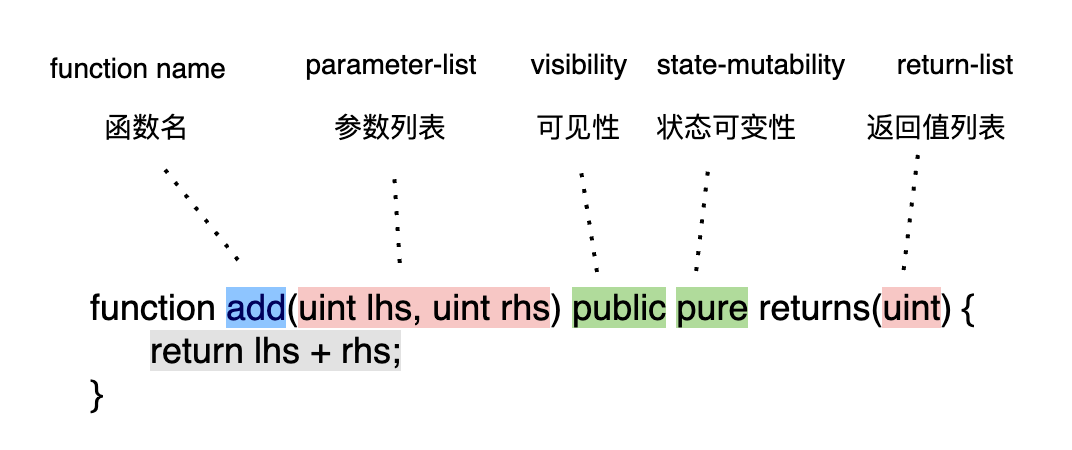 function name parameter-list visibility state-mutability return-list
函数名 参数列表 可见性 状态可变性 返回值列表
function add(uint lhs, uint rhs) public pure returns(uint) {
return lhs + rhs;
}